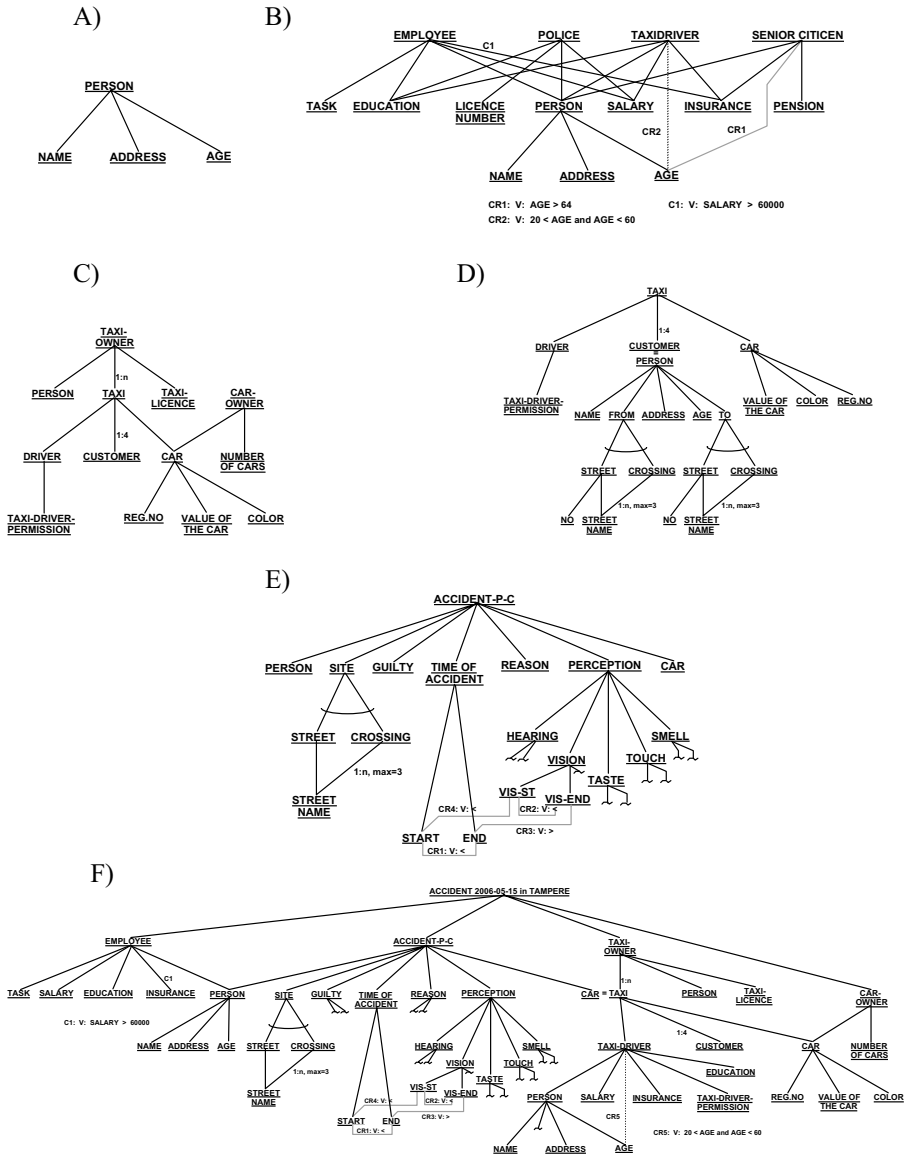 A)
PERSON
NAME ADDRESS AGE
B)
EMPLOYEE POLICE TAXIDRIVER SENIOR CITICEN
C1
TASK EDUCATION LICENCE NUMBER PERSON SALARY INSURANCE PENSION
CR2 CR1
NAME ADDRESS AGE
CR1: V: AGE > 64 C1: V: SALARY > 60000
CR2: V: 20 < AGE and AGE < 60
C)
TAXI-
OWNER
1:n
PERSON TAXI TAXI-
LICENCE
CAR-
OWNER
1:4
DRIVER CUSTOMER CAR NUMBER
OF CARS
TAXI-DRIVER-
PERMISSION
REG.NO VALUE OF
THE CAR
COLOR
D)
TAXI
1:4
DRIVER CUSTOMER
=
PERSON
CAR
TAXI-DRIVER-
PERMISSION
NAME FROM ADDRESS AGE TO
VALUE OF
THE CAR
COLOR REG.NO
STREET CROSSING STREET CROSSING
1:n, max=3 1:n, max=3
NO STREET
NAME
NO STREET
NAME
E)
ACCIDENT-P-C
PERSON SITE GUILTY TIME OF
ACCIDENT
REASON PERCEPTION CAR
STREET CROSSING HEARING SMELL
VISION TOUCH
1:n, max=3
TASTE
STREET
NAME
VIS-ST VIS-END
CR4: V: < CR2: V: <
START END CR3: V: >
CR1: V: <
F)
ACCIDENT 2006-05-15 in TAMPERE
EMPLOYEE ACCIDENT-P-C TAXI-
OWNER
C1 1:n
TASK SALARY EDUCATION INSURANCE PERSON SITE GUILTY TIME OF
ACCIDENT
REASON PERCEPTION CAR = TAXI PERSON TAXI-
LICENCE
CAR-
OWNER
C1: V: SALARY > 60000
1:4
NAME ADDRESS AGE STREET CROSSING HEARING SMELL TAXI-DRIVER CUSTOMER CAR NUMBER
OF CARS
1:n, max=3
VISION TOUCH EDUCATION
TASTE
STREET
NAME
VIS-ST VIS-END
PERSON SALARY INSURANCE TAXI-DRIVER-
PERMISSION
REG.NO VALUE OF
THE CAR
COLOR
CR4: V: < CR2: V: <
START END CR3: V: > CR5
CR1: V: < CR5: V: 20 < AGE and AGE < 60
NAME ADDRESS AGE